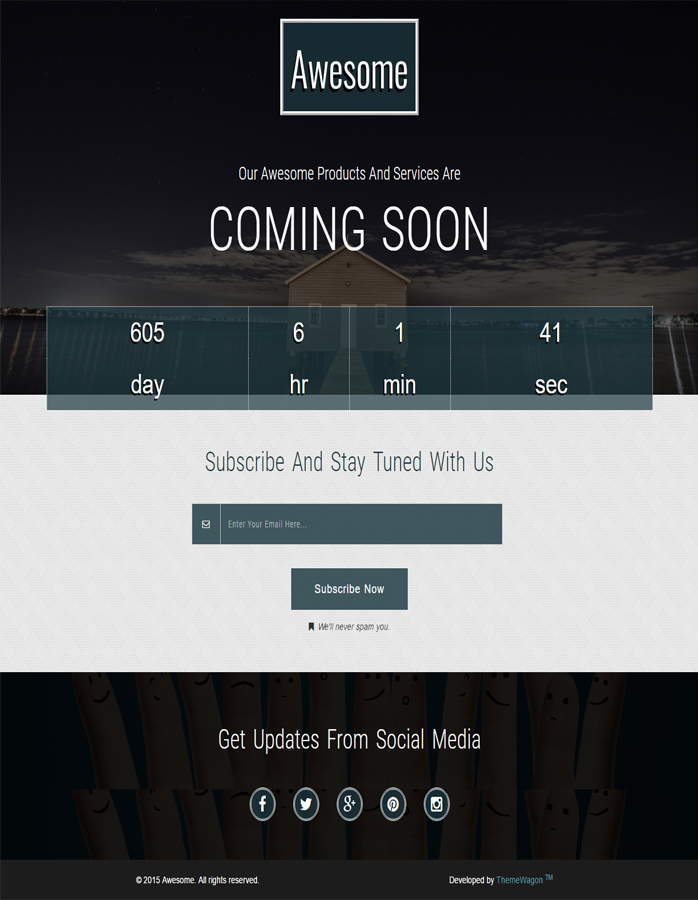 Awesome
Our Awesome Products And Services Are
COMING SOON
605 6 1 41
day hr min sec
Subscribe And Stay Tuned With Us
Enter Your Email Here...
Subscribe Now
We'll never spam you.
Get Updates From Social Media
© 2015 Awesome. All rights reserved. Developed by ThemeWagon TM